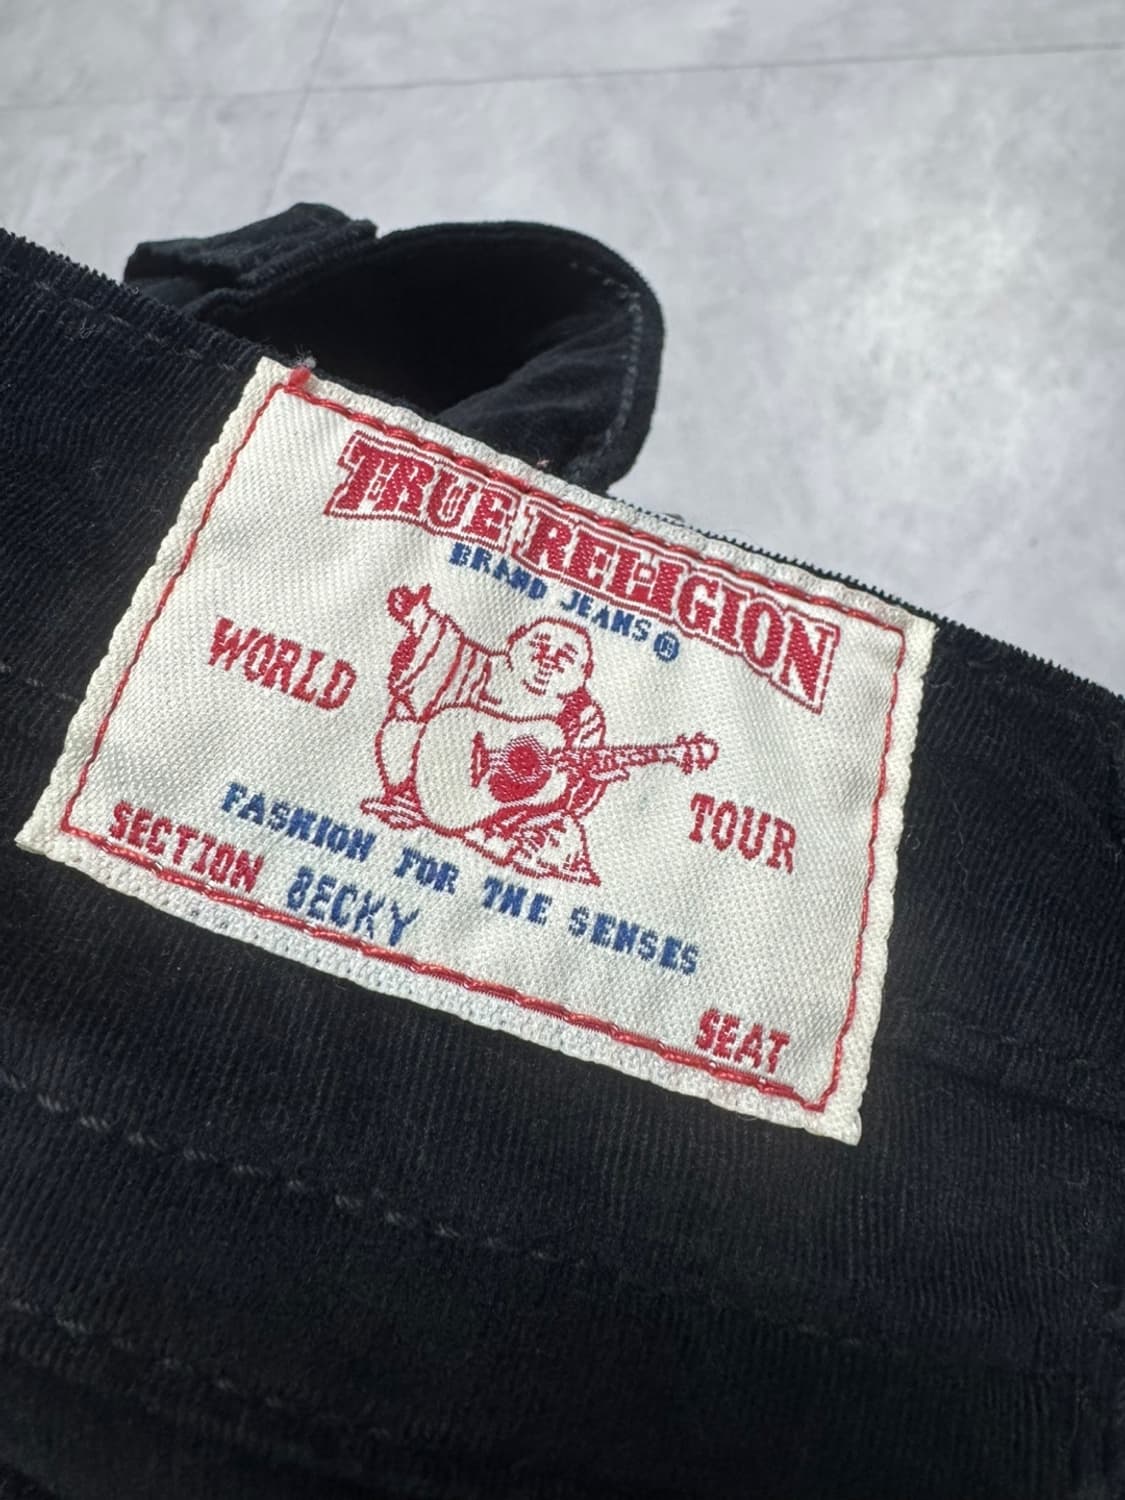 TRUE RELIGION
BRAND JEANS ®
WORLD TOUR
FASHION FOR THE SENSES
SECTION BECKY
SEAT